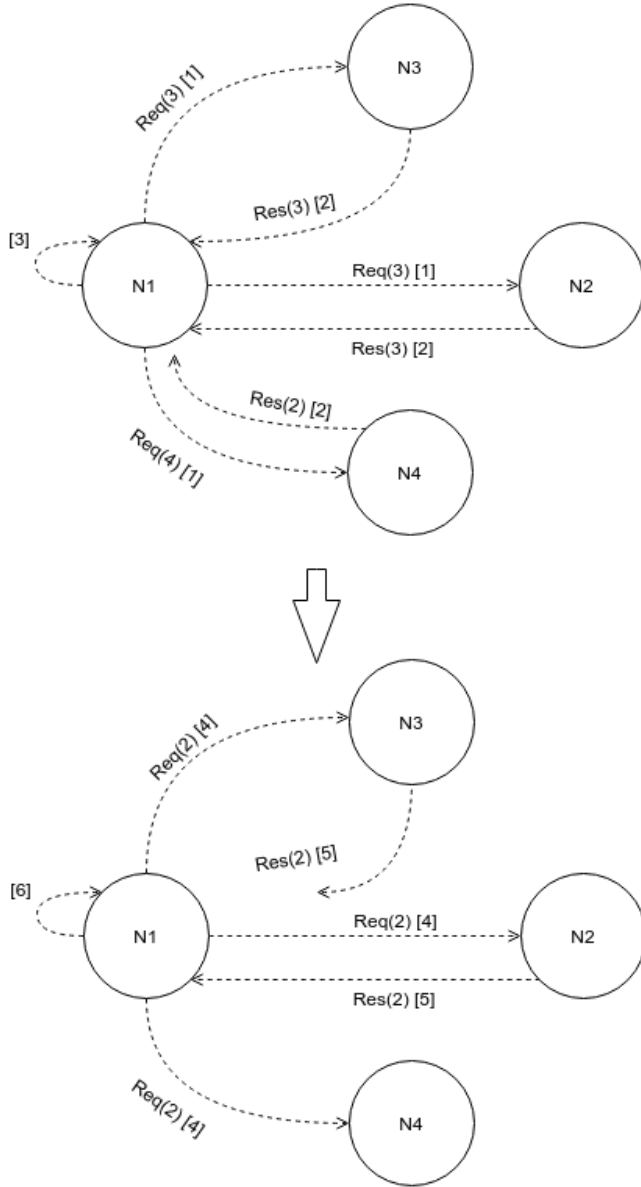 N3
Req(3) [1]
Res(3) [2]
[3]
N1
Req(3) [1]
N2
Res(3) [2]
Res(2) [2]
Req(4) [1]
N4
N3
Req(2) [4]
Res(2) [5]
[6]
N1
Req(2) [4]
N2
Res(2) [5]
Req(2) [4]
N4